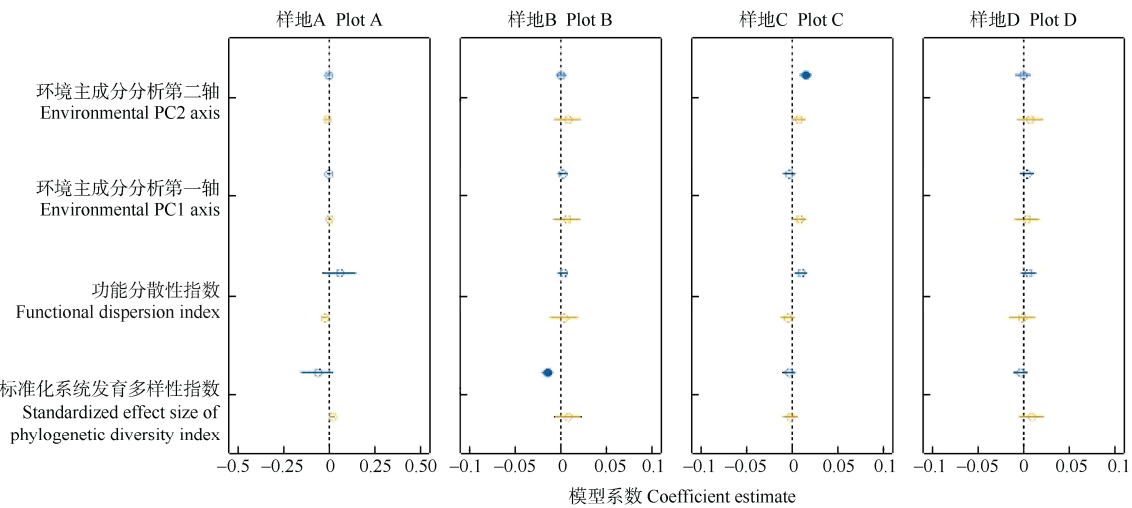 样地A Plot A
样地B Plot B
样地C Plot C
样地D Plot D
环境主成分分析第二轴
Environmental PC2 axis
环境主成分分析第一轴
Environmental PC1 axis
功能分散性指数
Functional dispersion index
标准化系统发育多样性指数
Standardized effect size of
phylogenetic diversity index
−0.5 −0.25 0 0.25 0.50
−0.1 −0.05 0 0.05 0.1
−0.1 −0.05 0 0.05 0.1
−0.1 −0.05 0 0.05 0.1
模型系数 Coefficient estimate